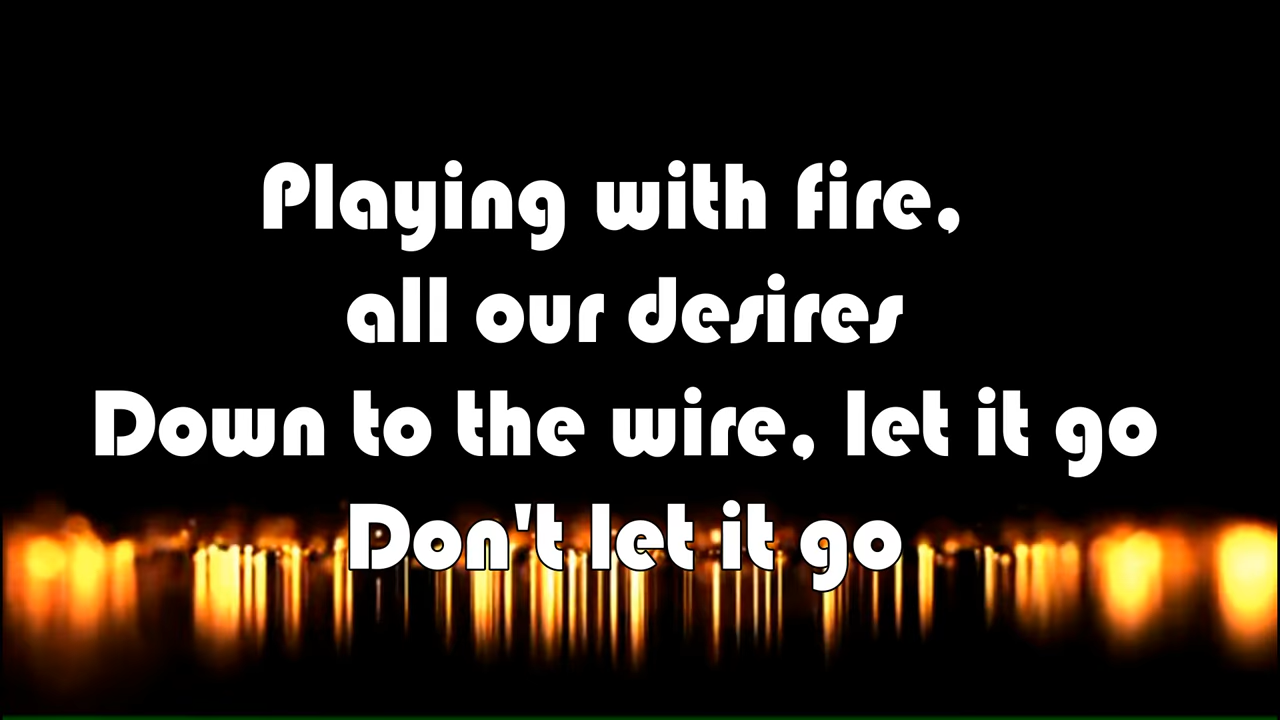 Playing with fire,
all our desires
Down to the wire, let it go
Don't let it go